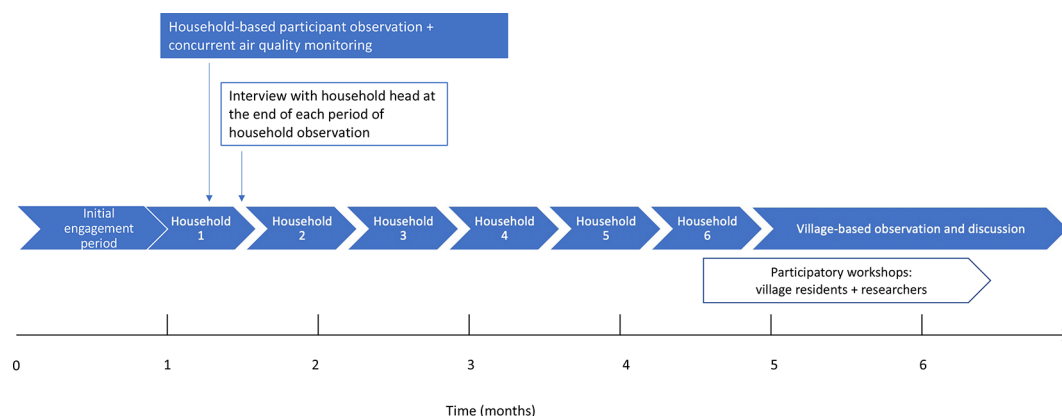 Household-based participant observation +
concurrent air quality monitoring
Interview with household head at
the end of each period of
household observation
Initial
engagement
period
Household
1
Household
2
Household
3
Household
4
Household
5
Household
6
Village-based observation and discussion
Participatory workshops:
village residents + researchers
0
1
2
3
4
5
6
Time (months)